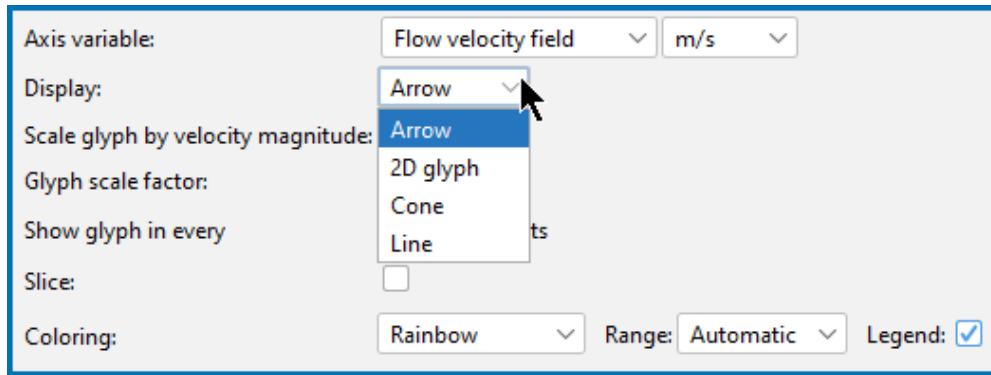 Axis variable: Flow velocity field m/s
Display: Arrow
Scale glyph by velocity magnitude: Arrow
2D glyph
Glyph scale factor:
Cone
Show glyph in every ts
Line
Slice:
Coloring: Rainbow Range: Automatic Legend: